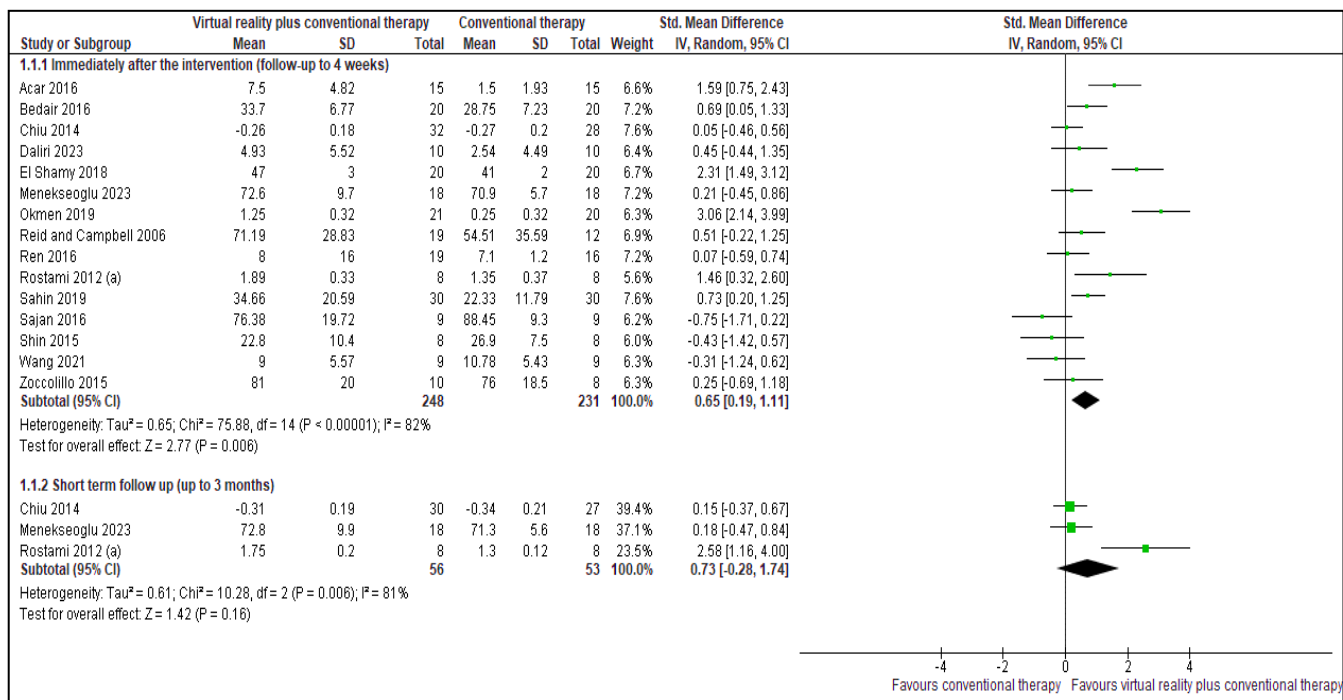 Virtual reality plus conventional therapy Conventional therapy Std. Mean Difference Std. Mean Difference
Study or Subgroup Mean SD Total Mean SD Total Weight IV, Random, 95% CI IV, Random, 95% CI
1.1.1 Immediately after the intervention (follow-up to 4 weeks)
Acar 2016 7.5 4.82 15 1.5 1.93 15 6.6% 1.59 [0.75, 2.43]
Bedair 2016 33.7 6.77 20 28.75 7.23 20 7.2% 0.69 [0.05, 1.33]
Chiu 2014 -0.26 0.18 32 -0.27 0.2 28 7.6% 0.05 [-0.46, 0.56]
Daliri 2023 4.93 5.52 10 2.54 4.49 10 6.4% 0.45 [-0.44, 1.35]
El Shamy 2018 47 3 20 41 2 20 6.7% 2.31 [1.49, 3.12]
Menekseoglu 2023 72.6 9.7 18 70.9 5.7 18 7.2% 0.21 [-0.45, 0.86]
Okmen 2019 1.25 0.32 21 0.25 0.32 20 6.3% 3.06 [2.14, 3.99]
Reid and Campbell 2006 71.19 28.83 19 54.51 35.59 12 6.9% 0.51 [-0.22, 1.25]
Ren 2016 8 16 19 7.1 1.2 16 7.2% 0.07 [-0.59, 0.74]
Rostami 2012 (a) 1.89 0.33 8 1.35 0.37 8 5.6% 1.46 [0.32, 2.60]
Sahin 2019 34.66 20.59 30 22.33 11.79 30 7.5% 0.73 [0.20, 1.25]
Sajan 2016 76.38 19.72 9 88.45 9.3 9 6.2% -0.75 [-1.71, 0.22]
Shin 2015 22.8 10.4 8 26.9 7.5 8 6.0% -0.43 [-1.42, 0.57]
Wang 2021 9 5.57 9 10.78 5.43 9 6.3% -0.31 [-1.24, 0.62]
Zoccolillo 2015 81 20 10 76 18.5 8 6.3% 0.25 [-0.69, 1.18]
Subtotal (95% CI) 248 231 100.0% 0.65 [0.19, 1.11]
Heterogeneity: Tau² = 0.65; Chi² = 75.88, df = 14 (P < 0.00001); I² = 82%
Test for overall effect: Z = 2.77 (P = 0.006)
1.1.2 Short term follow up (up to 3 months)
Chiu 2014 -0.31 0.19 30 -0.34 0.21 27 39.4% 0.15 [-0.37, 0.67]
Menekseoglu 2023 72.8 9.9 18 71.3 5.6 18 37.1% 0.18 [-0.47, 0.84]
Rostami 2012 (a) 1.75 0.2 8 1.3 0.12 8 23.5% 2.58 [1.16, 4.00]
Subtotal (95% CI) 56 53 100.0% 0.73 [-0.28, 1.74]
Heterogeneity: Tau² = 0.61; Chi² = 10.28, df = 2 (P = 0.006); I² = 81%
Test for overall effect: Z = 1.42 (P = 0.16)
-4 -2 0 2 4
Favours conventional therapy Favours virtual reality plus conventional therapy